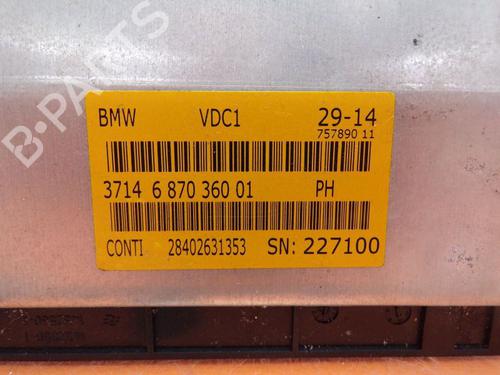 B-PARTS
BMW VDC1 29-14
757890 11
3714 6 870 360 01 PH
CONTI 28402631353 SN: 227100